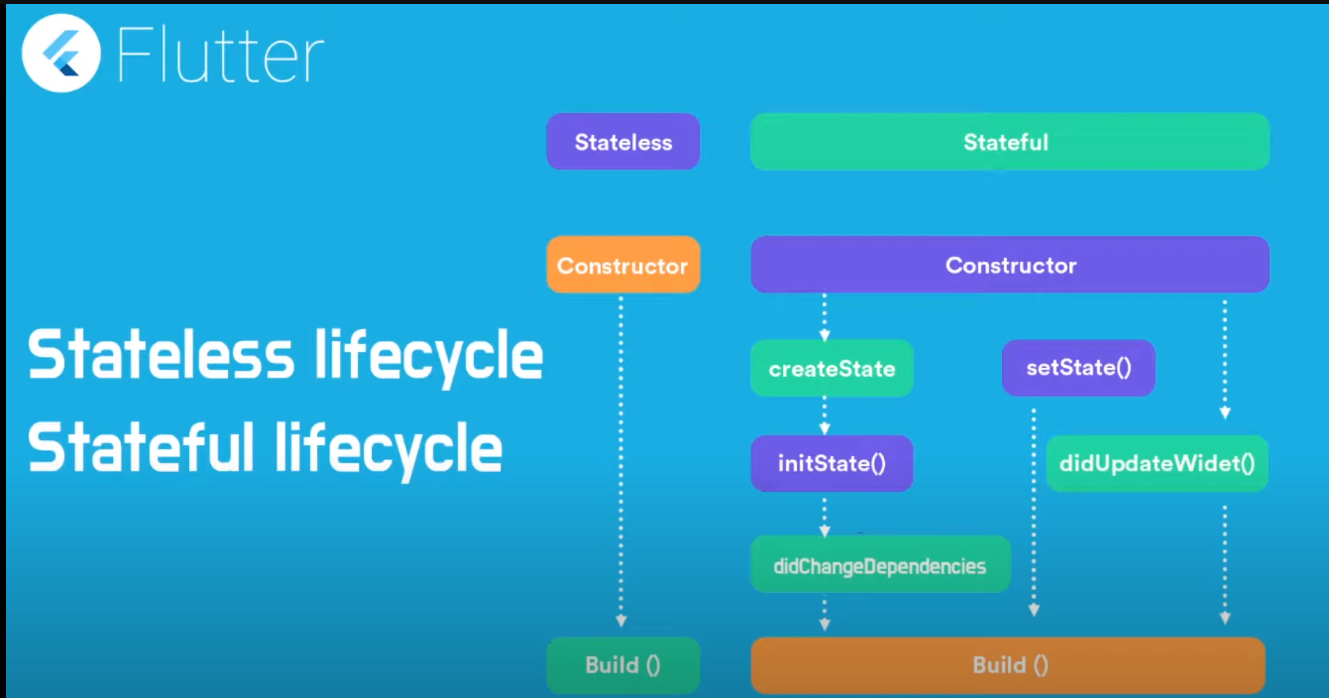 Flutter
Stateless
Stateful
Constructor
Constructor
Stateless lifecycle
Stateful lifecycle
createState
setState()
initState()
didUpdateWidet()
didChangeDependencies
Build ()
Build ()